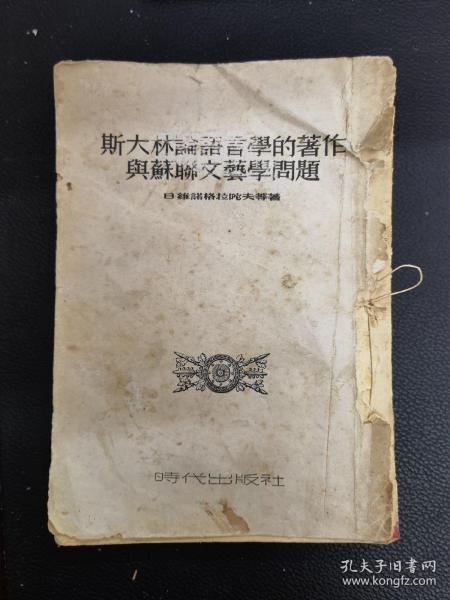 斯大林論語言學的著作
與蘇聯文藝學問題
日維諾格拉陀夫等著
時代出版社
孔夫子旧书网
www.kongfz.com